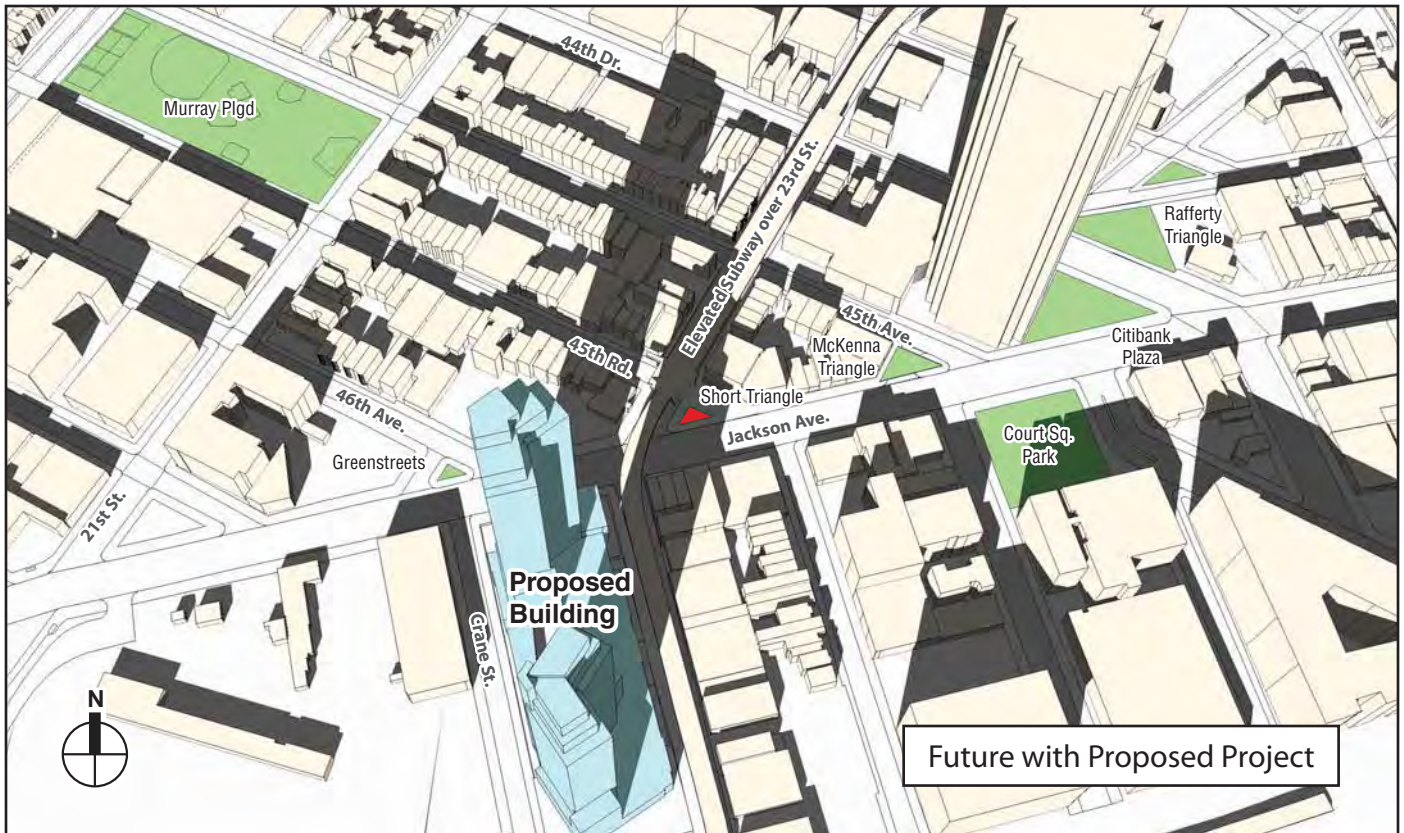 44th Dr.
Murray Plgd
Elevated Subway over 23rd St.
Rafferty
Triangle
45th Ave.
McKenna
Triangle
Citibank
Plaza
45th Rd.
Short Triangle
46th Ave.
Jackson Ave.
Court Sq.
Park
Greenstreets
21st St.
Proposed
Building
Crane St.
N
Future with Proposed Project